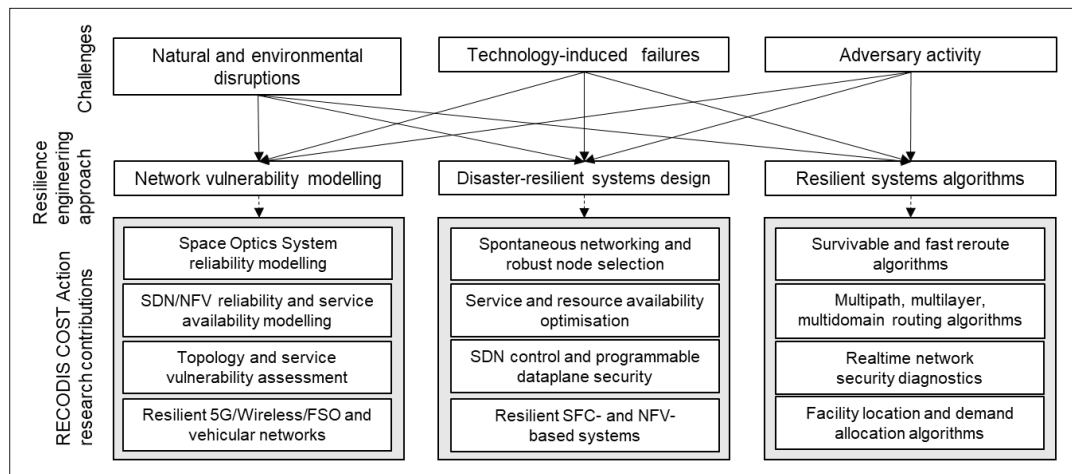 Challenges
Natural and environmental
disruptions
Technology-induced failures
Adversary activity
Resilience
engineering
approach
Network vulnerability modelling
Disaster-resilient systems design
Resilient systems algorithms
RECODIS COST Action
research contributions
Space Optics System
reliability modelling
SDN/NFV reliability and service
availability modelling
Topology and service
vulnerability assessment
Resilient 5G/Wireless/FSO and
vehicular networks
Spontaneous networking and
robust node selection
Service and resource availability
optimisation
SDN control and programmable
dataplane security
Resilient SFC- and NFV-
based systems
Survivable and fast reroute
algorithms
Multipath, multilayer,
multidomain routing algorithms
Realtime network
security diagnostics
Facility location and demand
allocation algorithms